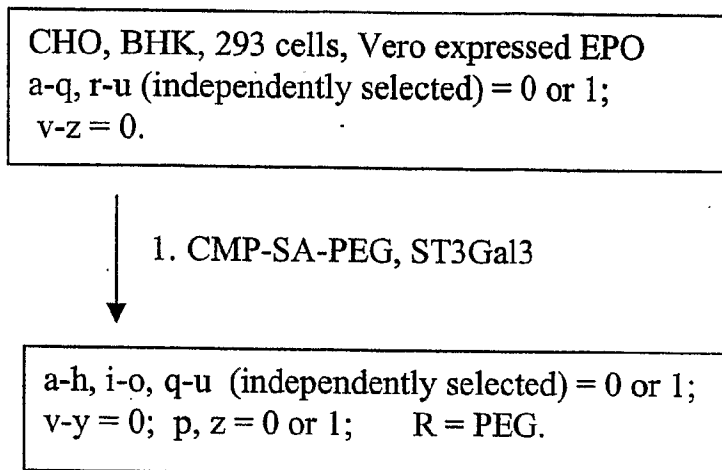 CHO, BHK, 293 cells, Vero expressed EPO
a-q, r-u (independently selected) = 0 or 1;
v-z = 0.
1. CMP-SA-PEG, ST3Gal3
a-h, i-o, q-u (independently selected) = 0 or 1;
v-y = 0; p, z = 0 or 1; R = PEG.